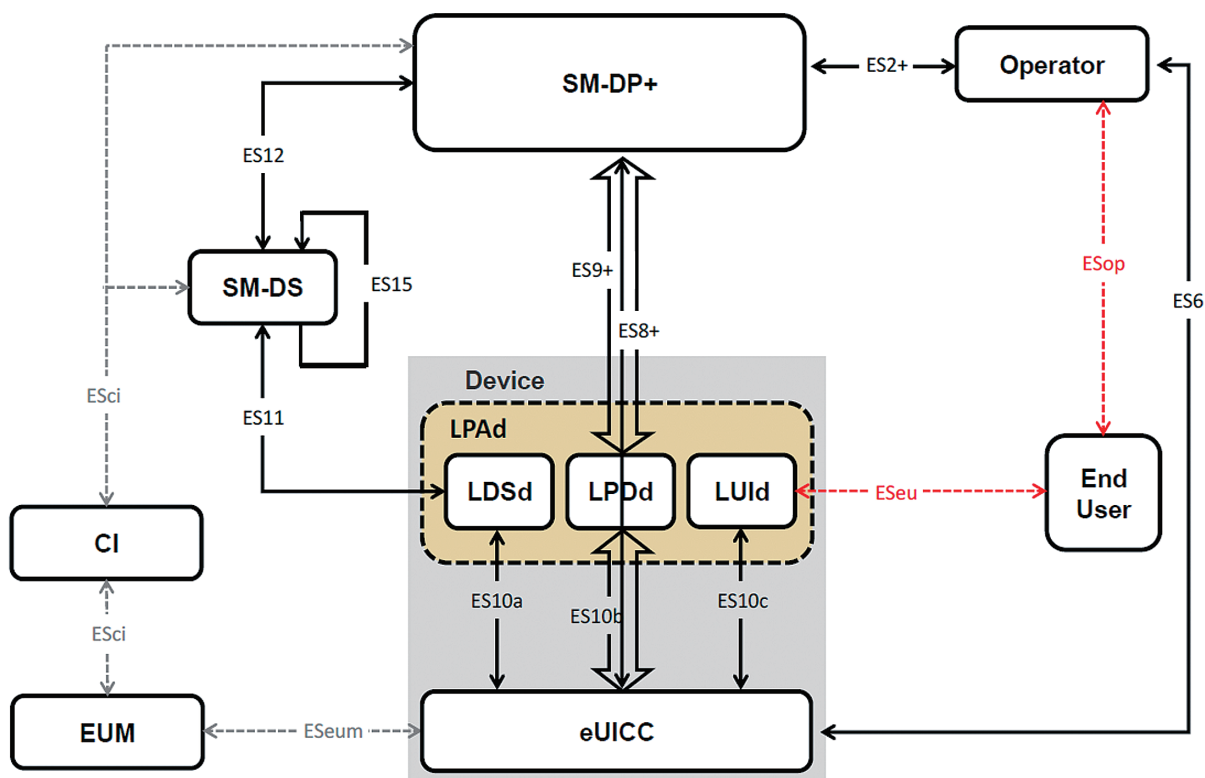 SM-DP+
ES2+
Operator
ES12
SM-DS
ES15
ES9+
ES8+
ESop
ES6
ESci
ES11
Device
LPAd
LDSd
LPDd
LUId
ESeu
End
User
CI
ES10a
ES10b
ES10c
ESci
EUM
ESeum
eUICC